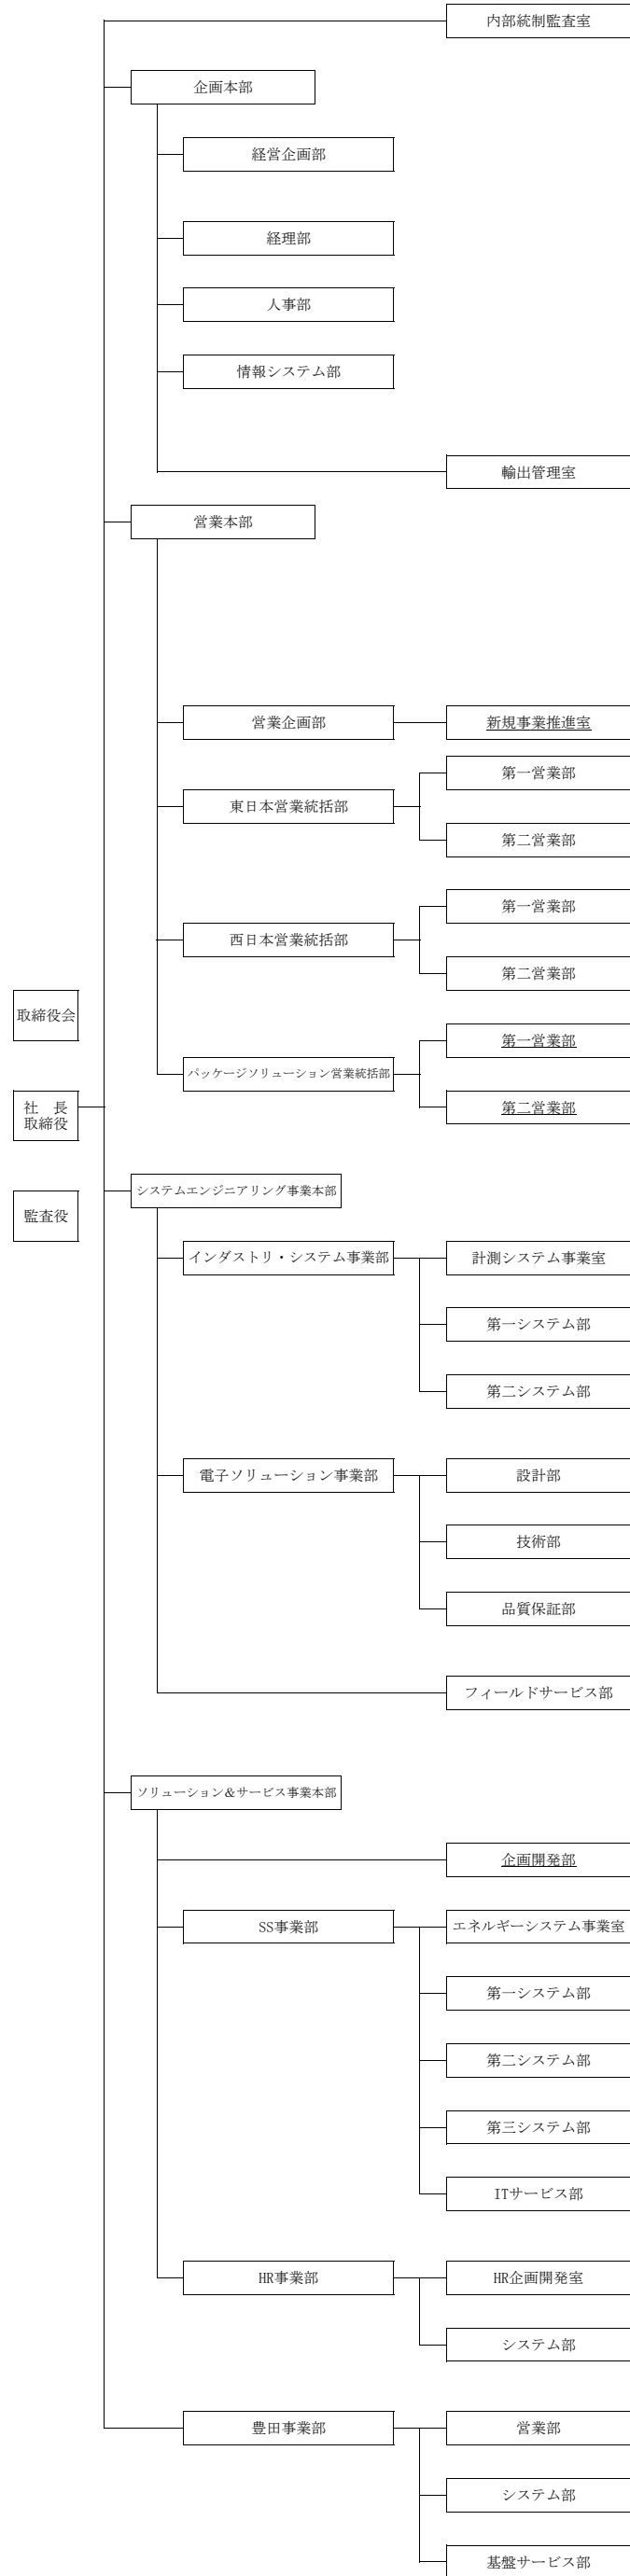 内部統制監査室
企画本部
経営企画部
経理部
人事部
情報システム部
輸出管理室
営業本部
営業企画部
新規事業推進室
第一営業部
東日本営業統括部
第二営業部
第一営業部
西日本営業統括部
第二営業部
取締役会
第一営業部
パッケージソリューション営業統括部
社　長
取締役
第二営業部
システムエンジニアリング事業本部
監査役
インダストリ・システム事業部
計測システム事業室
第一システム部
第二システム部
電子ソリューション事業部
設計部
技術部
品質保証部
フィールドサービス部
ソリューション＆サービス事業本部
企画開発部
SS事業部
エネルギーシステム事業室
第一システム部
第二システム部
第三システム部
ITサービス部
HR事業部
HR企画開発室
システム部
豊田事業部
営業部
システム部
基盤サービス部